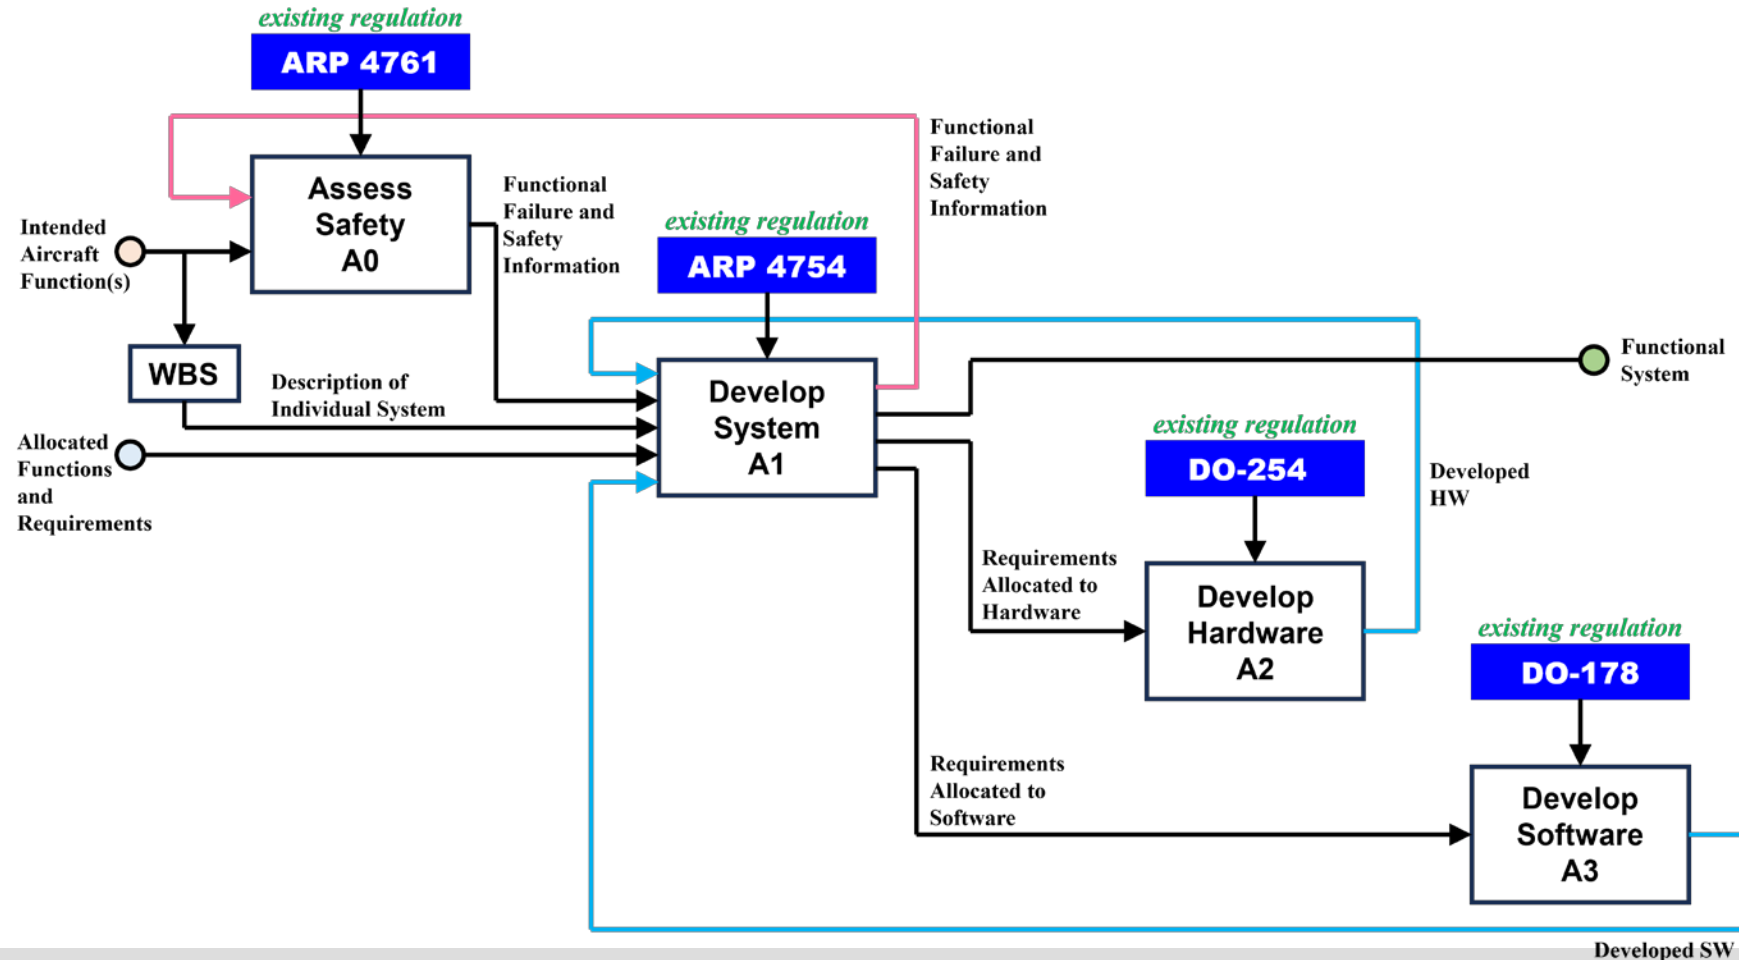 existing regulation
ARP 4761
Assess
Safety
A0
Intended
Aircraft
Function(s)
WBS
Description of
Individual System
Allocated
Functions
and
Requirements
Functional
Failure and
Safety
Information
Functional
Failure and
Safety
Information
existing regulation
ARP 4754
Develop
System
A1
Functional
System
existing regulation
DO-254
Developed
HW
Requirements
Allocated to
Hardware
Develop
Hardware
A2
existing regulation
DO-178
Requirements
Allocated to
Software
Develop
Software
A3
Developed SW